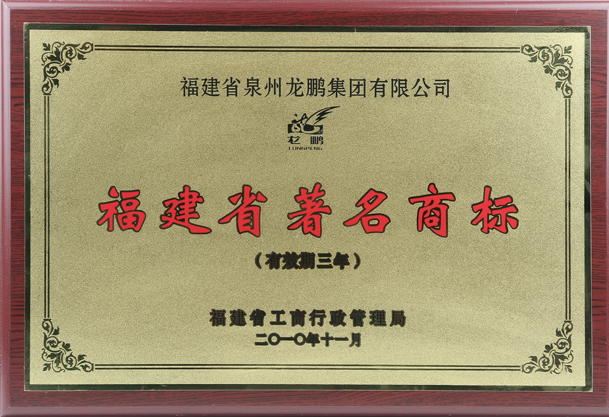 福建省泉州龙鹏集团有限公司
龙鹏
LONGPENG
福建省著名商标
（有效期三年）
福建省工商行政管理局
二〇一〇年十一月